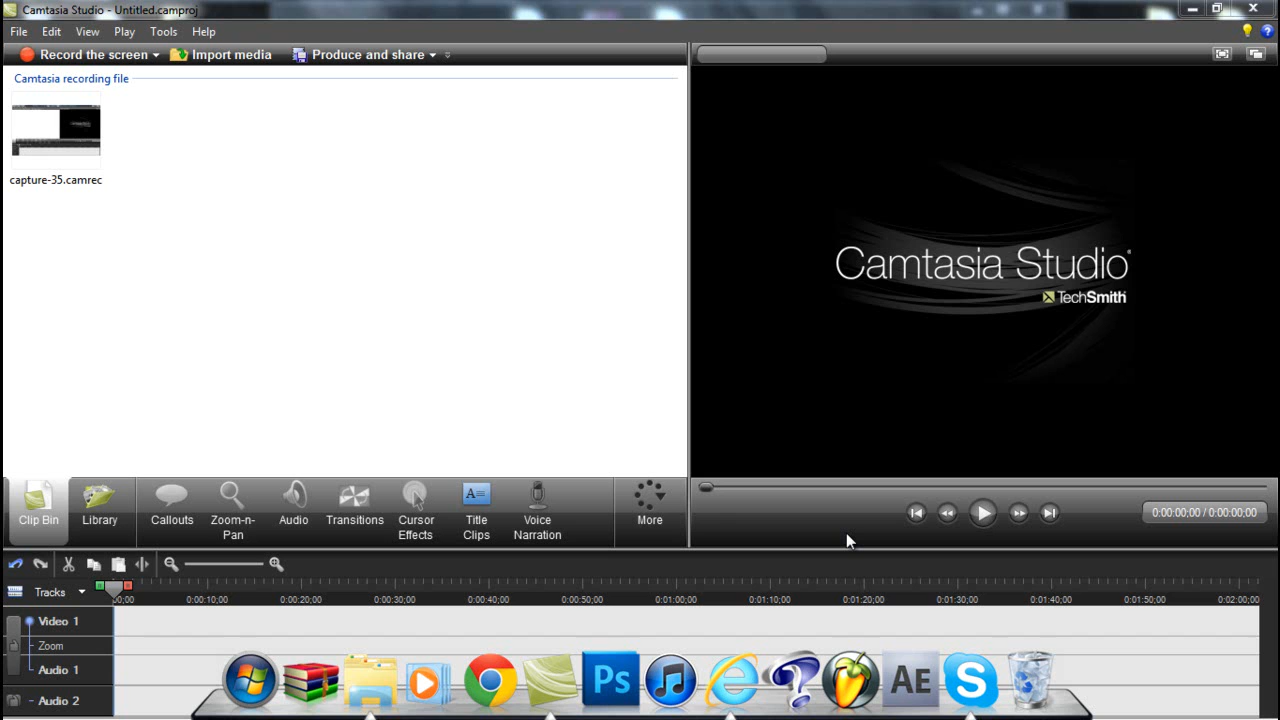 Camtasia Studio - Untitled.camproj
File Edit View Play Tools Help
Record the screen Import media Produce and share
Camtasia recording file
capture-35.camrec
Camtasia Studio®
TechSmith
Clip Bin Library Callouts Zoom-n-Pan Audio Transitions Cursor Effects Title Clips Voice Narration More
A=
0:00:00;00 / 0:00:00;00
Tracks
00;00 0:00:10;00 0:00:20;00 0:00:30;00 0:00:40;00 0:00:50;00 0:01:00;00 0:01:10;00 0:01:20;00 0:01:30;00 0:01:40;00 0:01:50;00 0:02:00;00
Video 1
Zoom
Audio 1
Audio 2
Ps AE